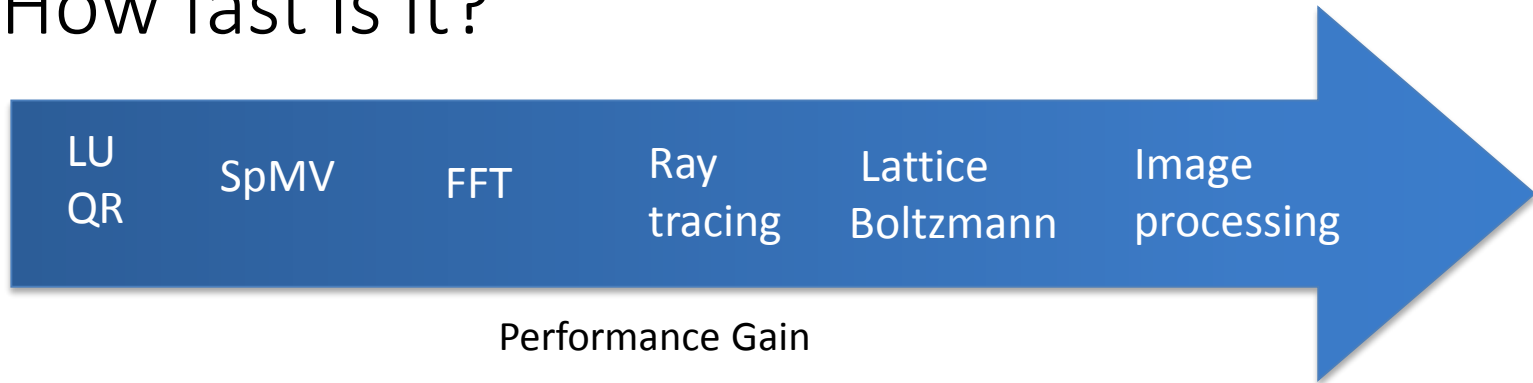 How fast is it?
LU
QR
SpMV
FFT
Ray
tracing
Lattice
Boltzmann
Image
processing
Performance Gain